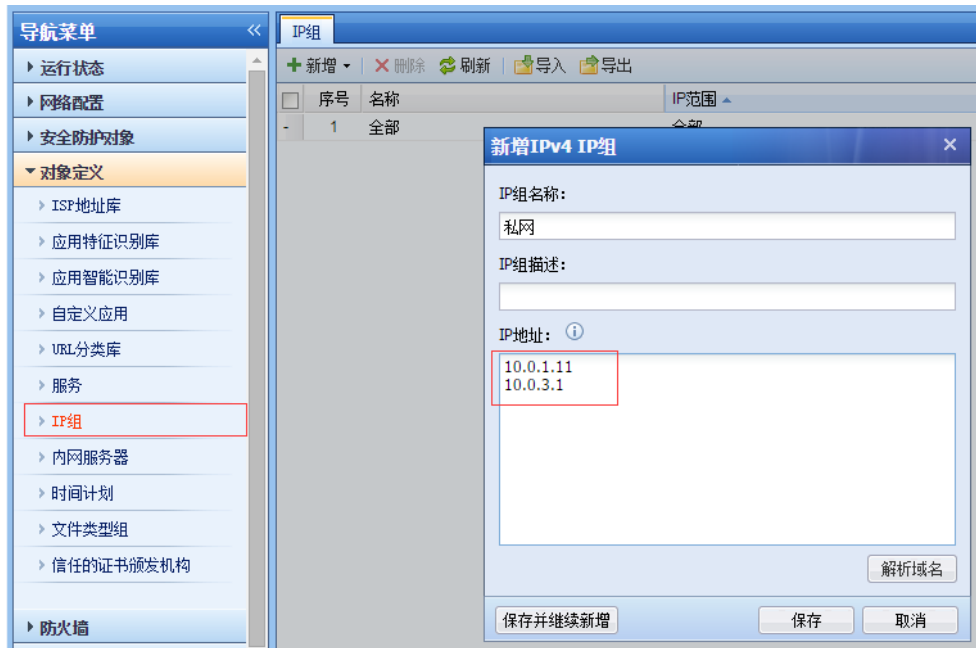 导航菜单
运行状态
网络配置
安全防护对象
对象定义
ISP地址库
应用特征识别库
应用智能识别库
自定义应用
URL分类库
服务
IP组
内网服务器
时间计划
文件类型组
信任的证书颁发机构
防火墙
IP组
新增 删除 刷新 导入 导出
序号 名称 IP范围
- 1 全部 全部
新增IPv4 IP组
IP组名称：
私网
IP组描述：
IP地址：
10.0.1.11
10.0.3.1
解析域名
保存并继续新增 保存 取消